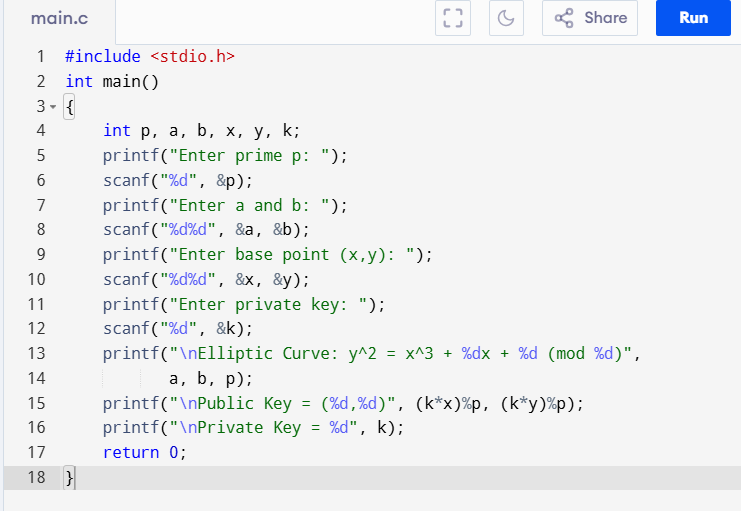 main.c
Share
Run
1 #include <stdio.h>
2 int main()
3 {
4     int p, a, b, x, y, k;
5     printf("Enter prime p: ");
6     scanf("%d", &p);
7     printf("Enter a and b: ");
8     scanf("%d%d", &a, &b);
9     printf("Enter base point (x,y): ");
10     scanf("%d%d", &x, &y);
11     printf("Enter private key: ");
12     scanf("%d", &k);
13     printf("\nElliptic Curve: y^2 = x^3 + %dx + %d (mod %d)",
14            a, b, p);
15     printf("\nPublic Key = (%d,%d)", (k*x)%p, (k*y)%p);
16     printf("\nPrivate Key = %d", k);
17     return 0;
18 }